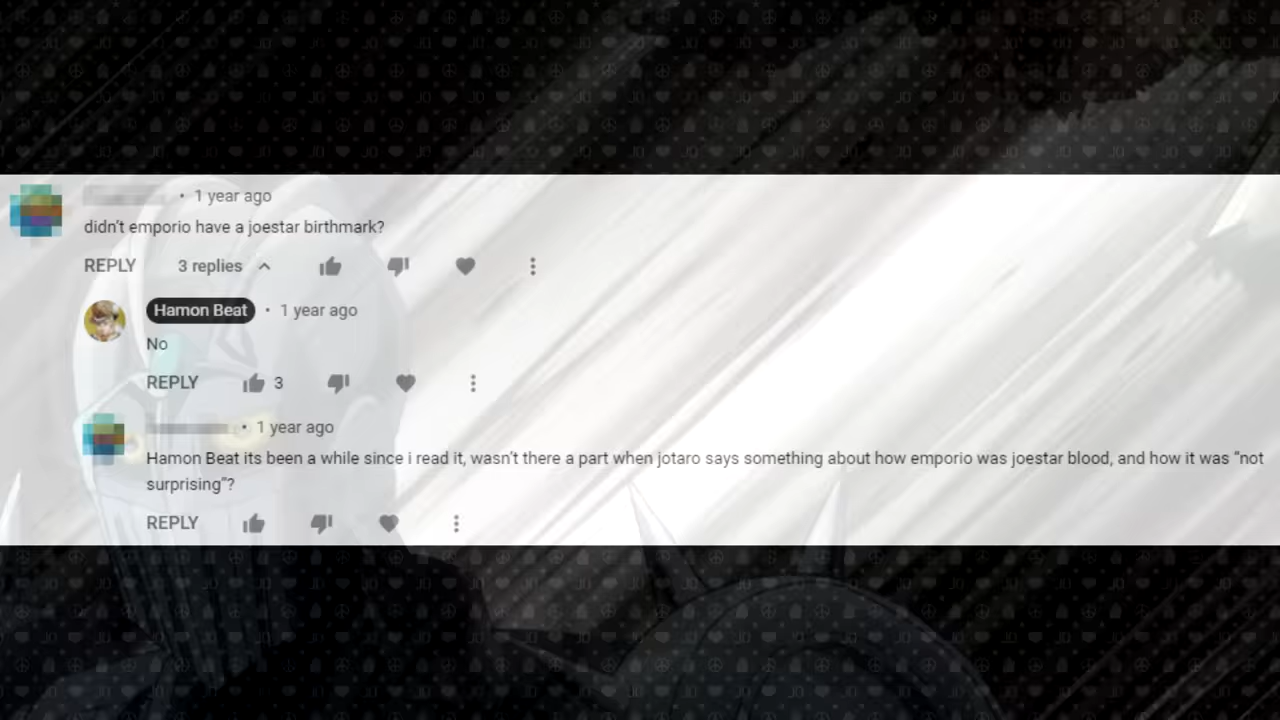 • 1 year ago
didn't emporio have a joestar birthmark?
REPLY 3 replies
Hamon Beat • 1 year ago
No
REPLY 3
• 1 year ago
Hamon Beat its been a while since i read it, wasn't there a part when jotaro says something about how emporio was joestar blood, and how it was “not
surprising”?
REPLY